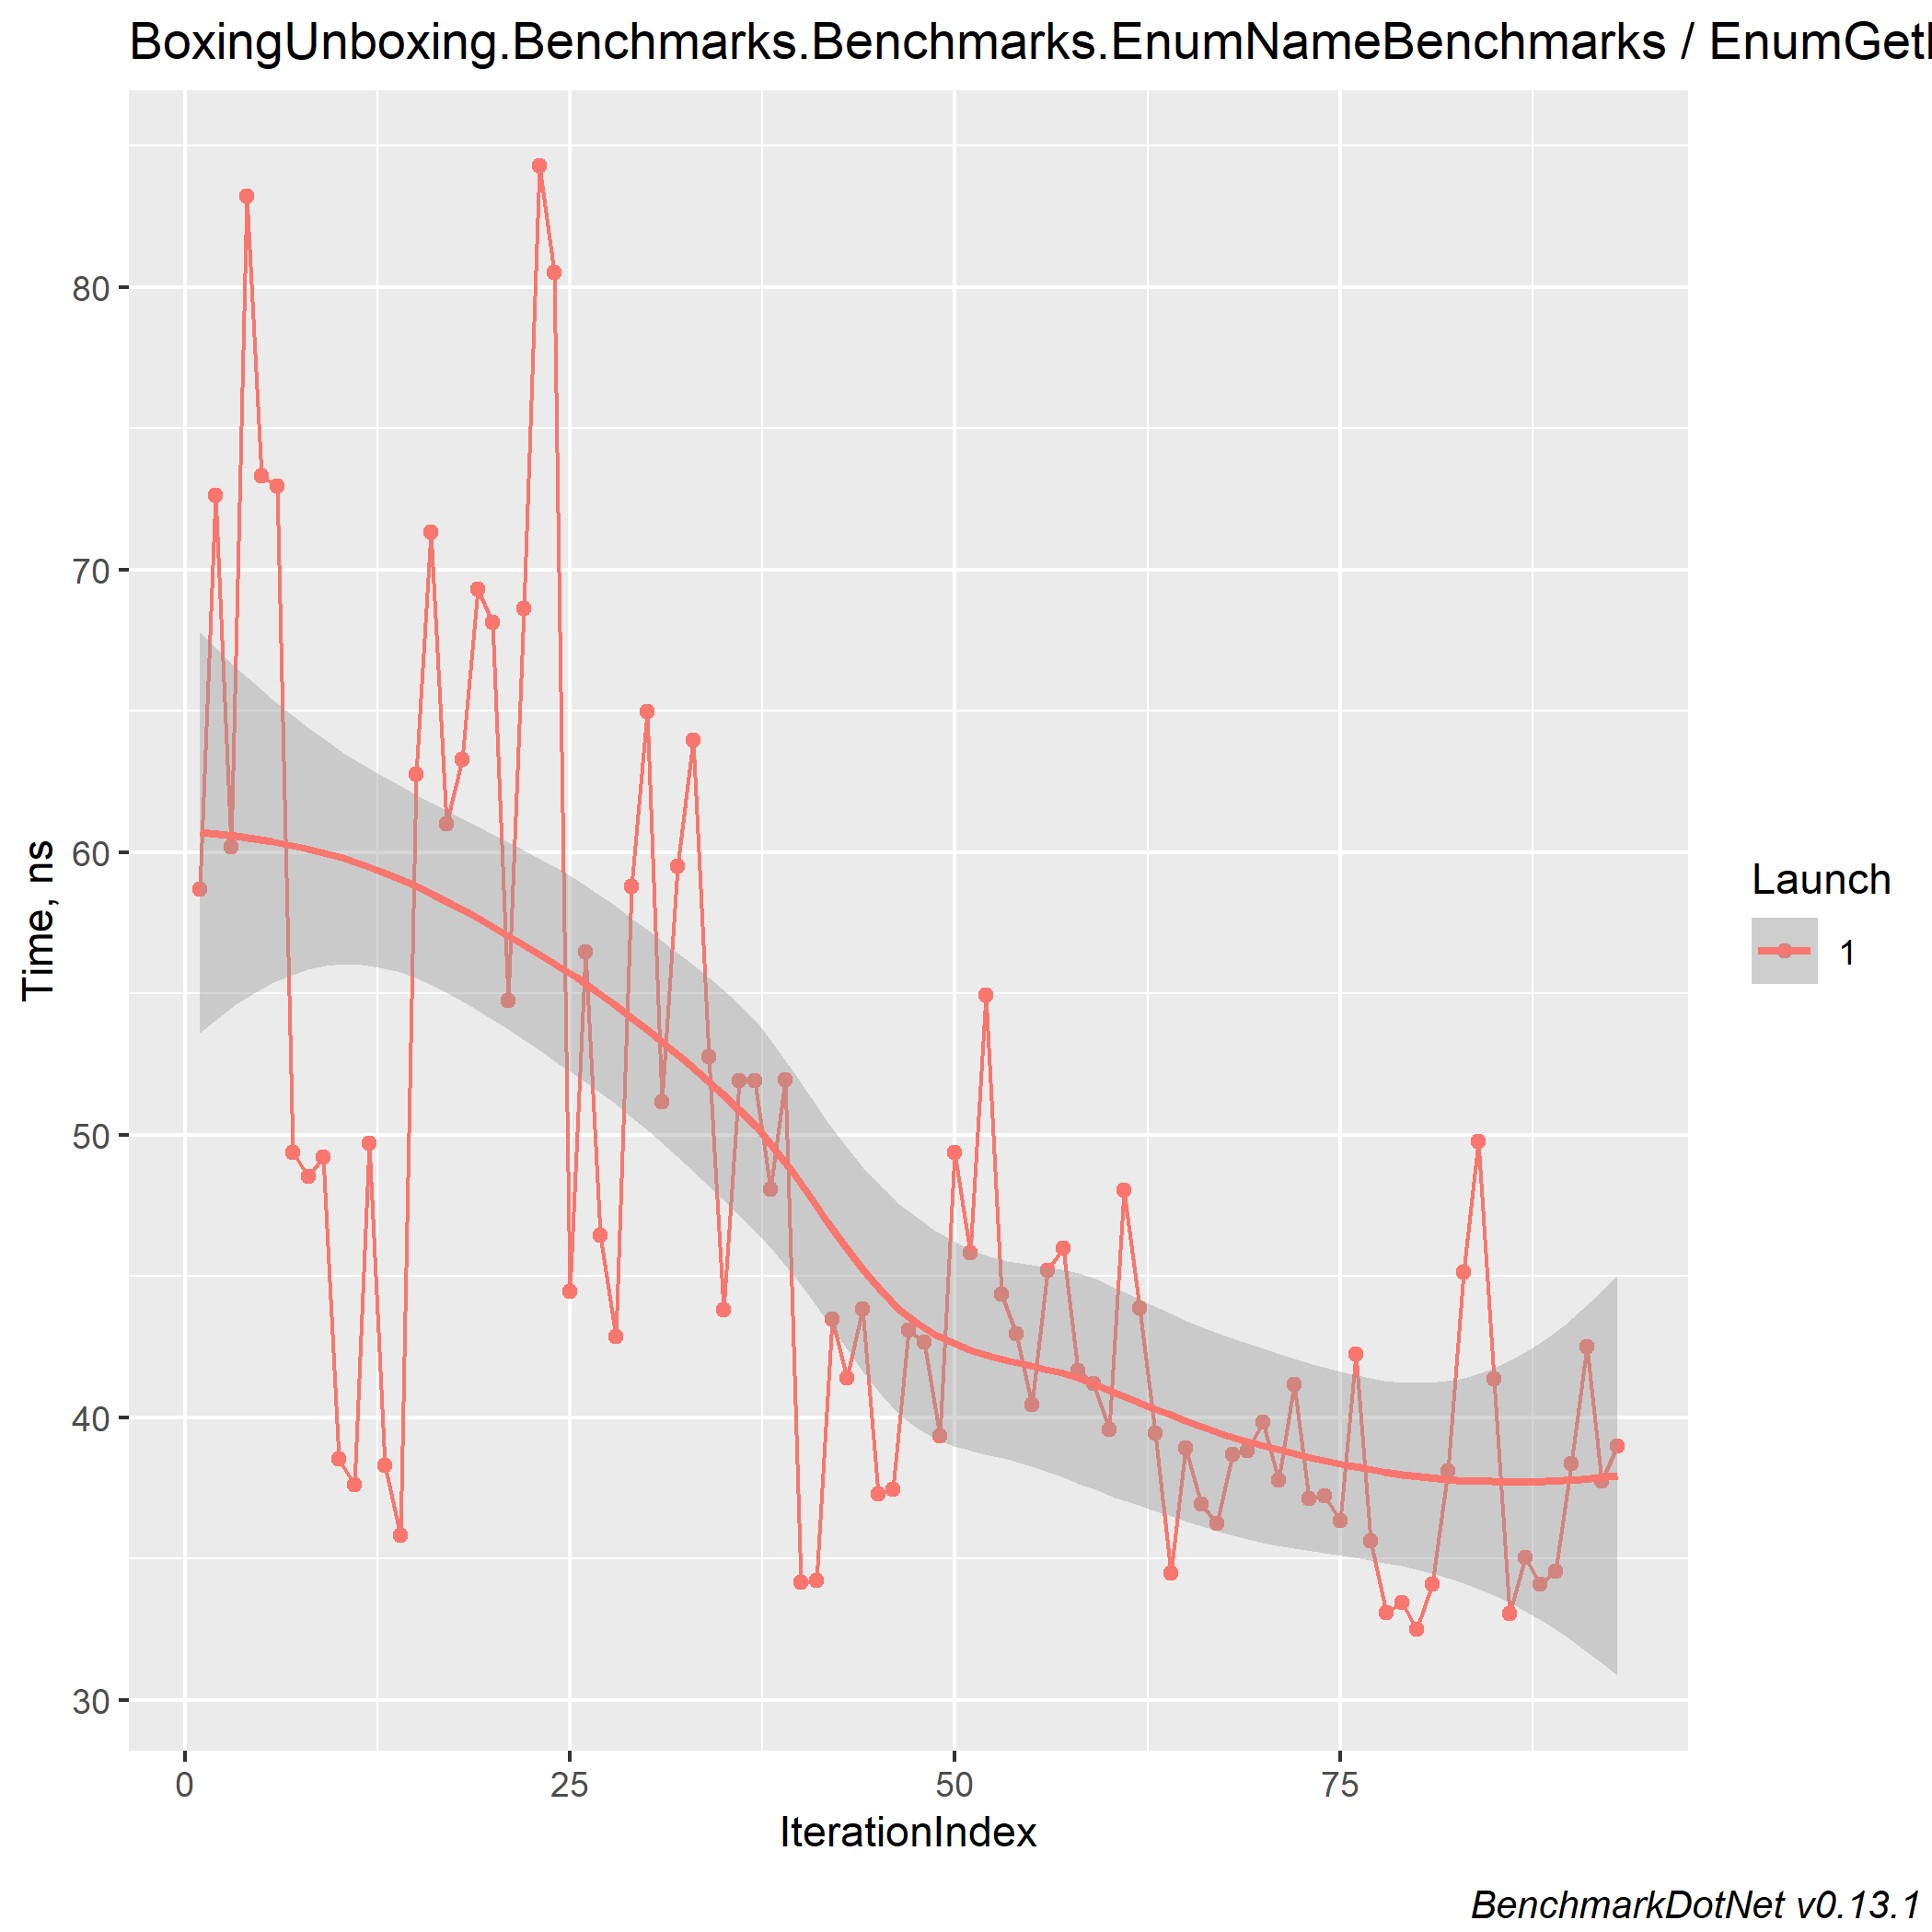 BoxingUnboxing.Benchmarks.Benchmarks.EnumNameBenchmarks / EnumGet
80
70
60
50
40
30
Time, ns
0 25 50 75
IterationIndex
Launch
1
BenchmarkDotNet v0.13.1